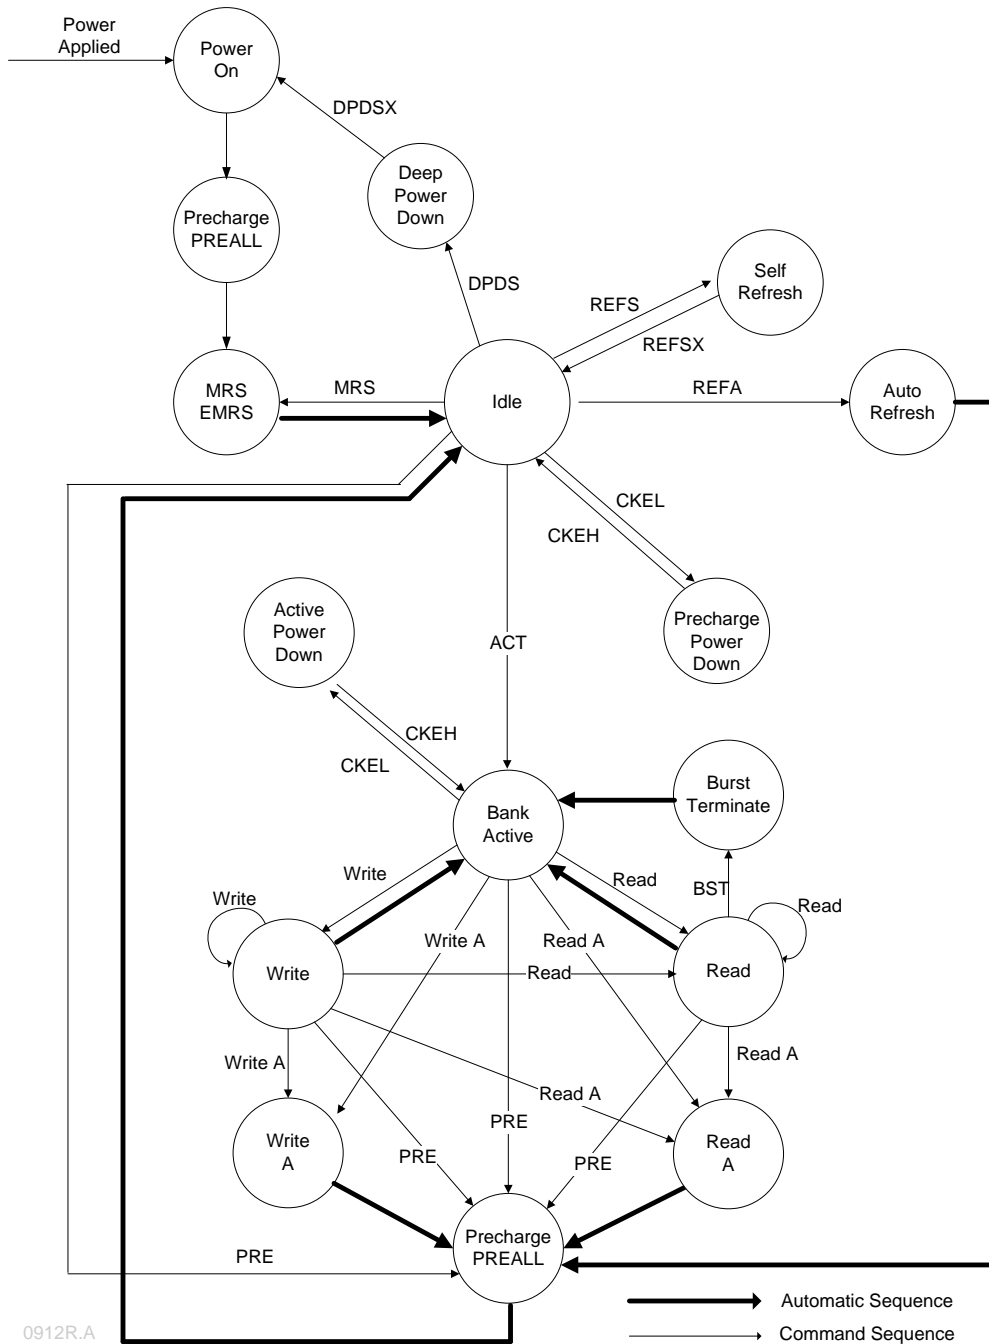 Power
Applied
Power
On
DPDSX
Deep
Power
Down
Precharge
PREALL
DPDS
Self
Refresh
REFS
REFSX
MRS
EMRS
MRS
Idle
REFA
Auto
Refresh
CKEL
CKEH
Active
Power
Down
Precharge
Power
Down
ACT
CKEH
CKEL
Burst
Terminate
Bank
Active
Write
Read
BST
Write
Read
Write A
Read A
Write
Read
Read
Write A
Read A
Read A
Write
A
PRE
PRE
PRE
Read
A
Precharge
PREALL
PRE
Automatic Sequence
Command Sequence
0912R.A